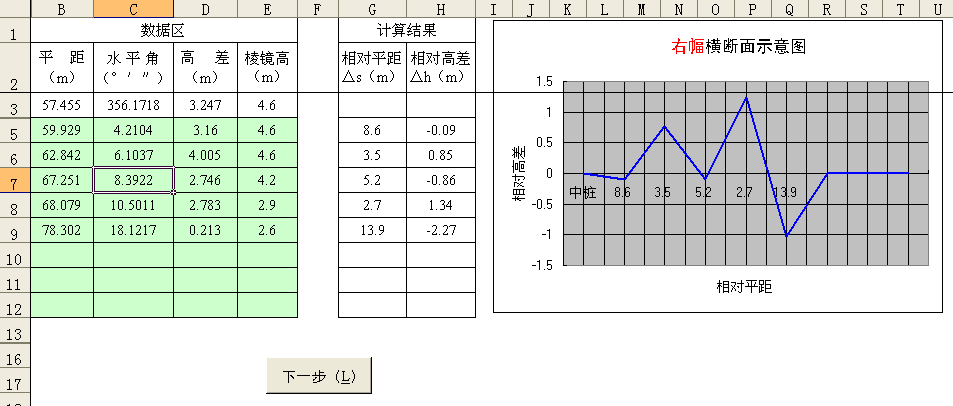 B C D E F G H I J K L M N O P Q R S T U
1 数据区 计算结果
2 平 距 (m) 水平角 (° ′ ″) 高 差 (m) 棱镜高 (m) 相对平距 △s (m) 相对高差 △h (m)
3 57.455 356.1718 3.247 4.6
5 59.929 4.2104 3.16 4.6 8.6 -0.09
6 62.842 6.1037 4.005 4.6 3.5 0.85
7 67.251 8.3922 2.746 4.2 5.2 -0.86
8 68.079 10.5011 2.783 2.9 2.7 1.34
9 78.302 18.1217 0.213 2.6 13.9 -2.27
10
11
12
13
16
17
下一步 (L)
右幅横断面示意图
1.5
1
0.5
0
-0.5
-1
-1.5
相对高差
中桩 8.6 3.5 5.2 2.7 13.9
相对平距